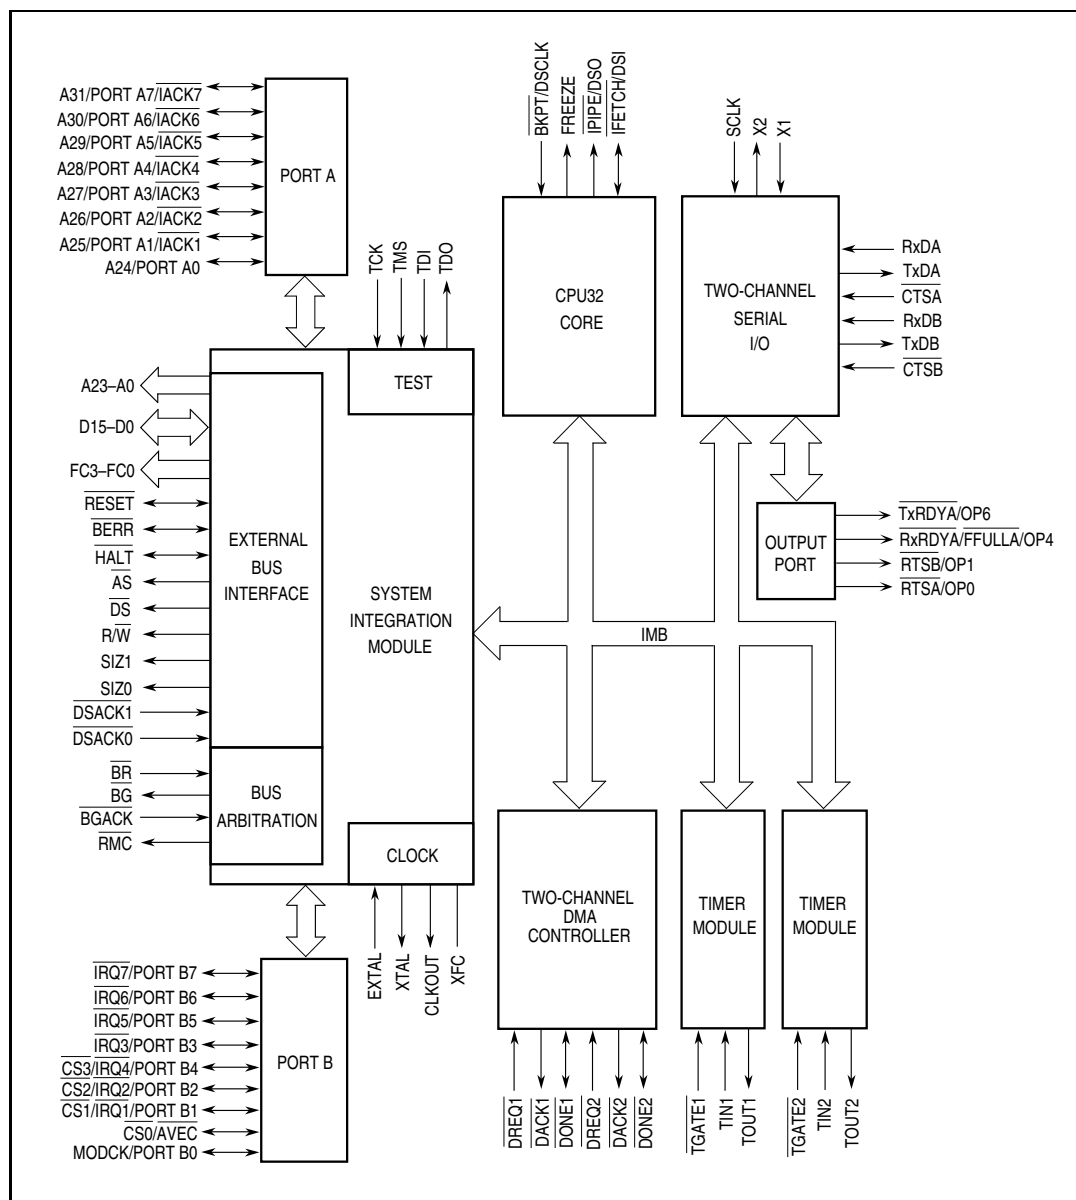 A31/PORT A7/IACK7
A30/PORT A6/IACK6
A29/PORT A5/IACK5
A28/PORT A4/IACK4
A27/PORT A3/IACK3
A26/PORT A2/IACK2
A25/PORT A1/IACK1
A24/PORT A0
PORT A
TCK
TMS
TDI
TDO
TEST
BKPT/DSCLK
FREEZE
IPIPE/DSO
IFETCH/DSI
CPU32
CORE
SCLK
X2
X1
TWO-CHANNEL
SERIAL
I/O
RxDA
TxDA
CTSA
RxDB
TxDB
CTSB
OUTPUT
PORT
TxRDYA/OP6
RxRDYA/FFULLA/OP4
RTSB/OP1
RTSA/OP0
A23–A0
D15–D0
FC3–FC0
RESET
BERR
HALT
AS
DS
R/W
SIZ1
SIZ0
DSACK1
DSACK0
EXTERNAL
BUS
INTERFACE
SYSTEM
INTEGRATION
MODULE
IMB
BR
BG
BGACK
RMC
BUS
ARBITRATION
CLOCK
EXTAL
XTAL
CLKOUT
XFC
IRQ7/PORT B7
IRQ6/PORT B6
IRQ5/PORT B5
IRQ3/PORT B3
CS3/IRQ4/PORT B4
CS2/IRQ2/PORT B2
CS1/IRQ1/PORT B1
CS0/AVEC
MODCK/PORT B0
PORT B
TWO-CHANNEL
DMA
CONTROLLER
DREQ1
DACK1
DONE1
DREQ2
DACK2
DONE2
TIMER
MODULE
TGATE1
TIN1
TOUT1
TIMER
MODULE
TGATE2
TIN2
TOUT2